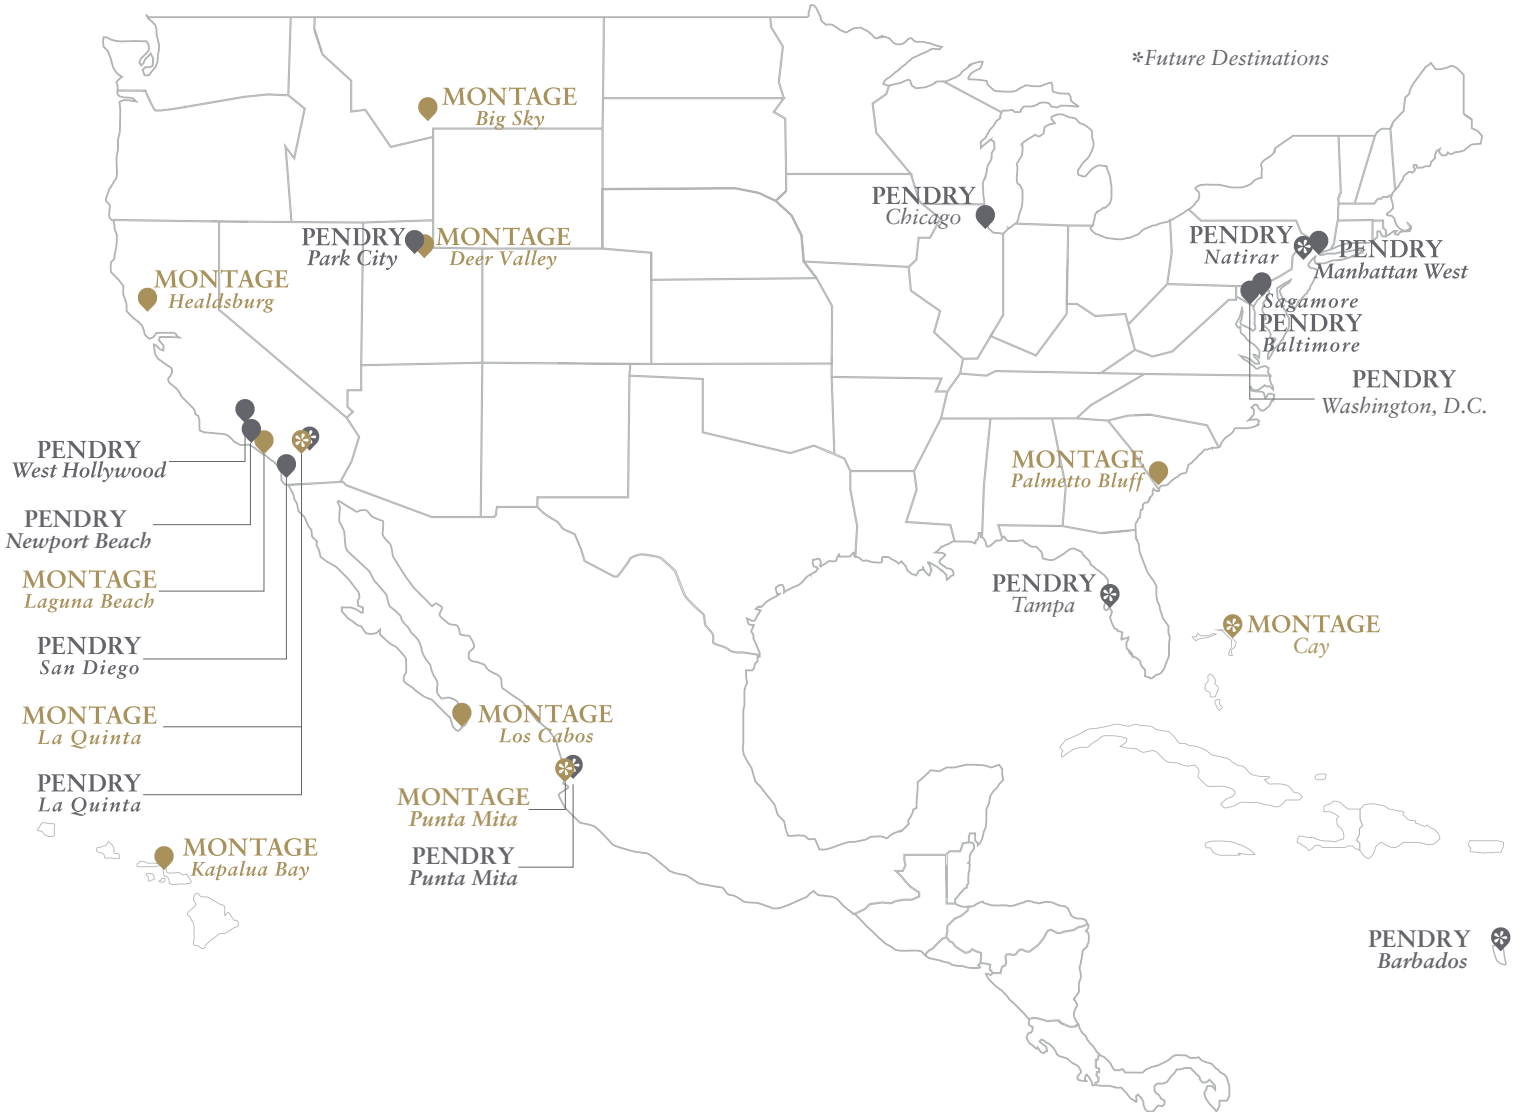 *Future Destinations
MONTAGE
Big Sky
PENDRY
Chicago
PENDRY
Park City
MONTAGE
Deer Valley
PENDRY
Natirar
PENDRY
Manhattan West
MONTAGE
Healdsburg
Sagamore
PENDRY
Baltimore
PENDRY
Washington, D.C.
PENDRY
West Hollywood
MONTAGE
Palmetto Bluff
PENDRY
Newport Beach
MONTAGE
Laguna Beach
PENDRY
Tampa
MONTAGE
Cay
PENDRY
San Diego
MONTAGE
La Quinta
MONTAGE
Los Cabos
PENDRY
La Quinta
MONTAGE
Punta Mita
PENDRY
Punta Mita
MONTAGE
Kapalua Bay
PENDRY
Barbados